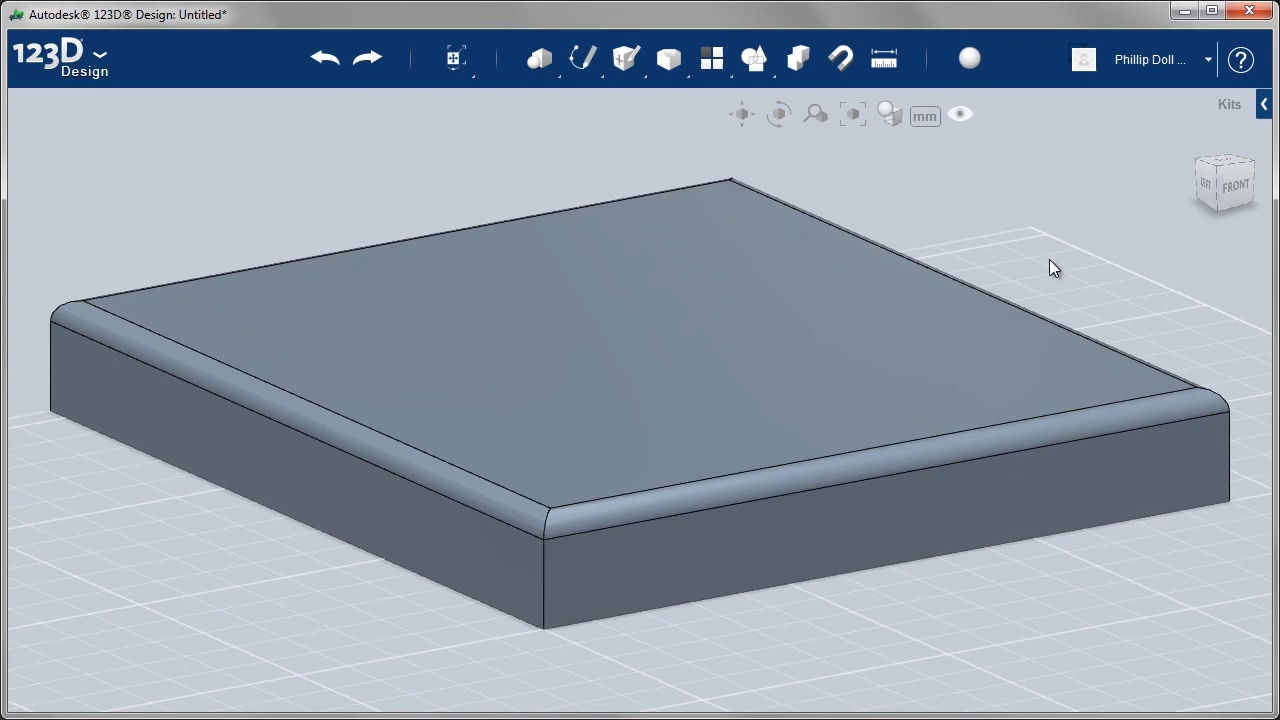 Autodesk® 123D® Design: Untitled*
123D
Design
Phillip Doll ...
?
mm
Kits
LEFT
FRONT